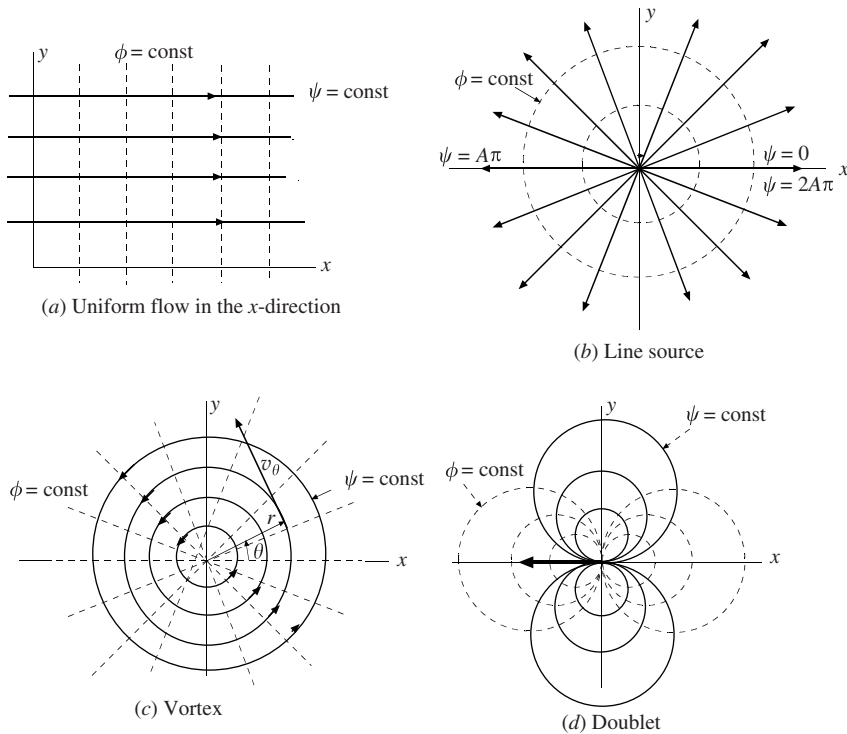 y
ϕ = const
ψ = const
x
(a) Uniform flow in the x-direction
y
ϕ = const
ψ = Aπ
ψ = 0
x
ψ = 2Aπ
(b) Line source
y
v_θ
ϕ = const
ψ = const
r
θ
x
(c) Vortex
y
ψ = const
ϕ = const
x
(d) Doublet